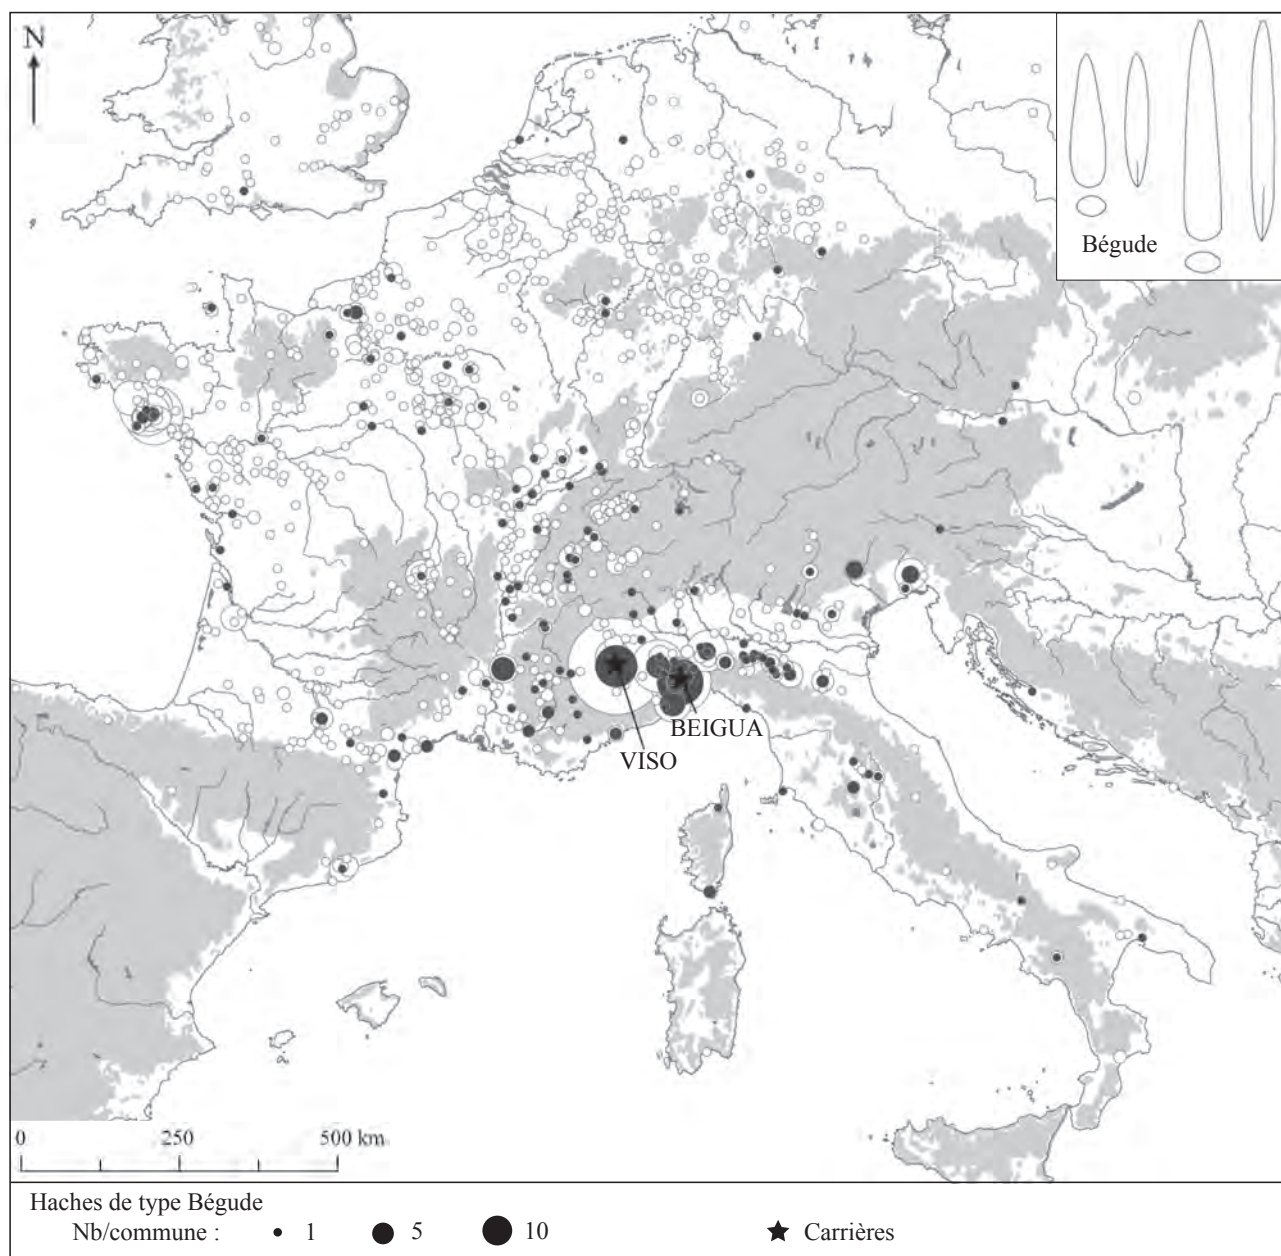 N
Bégude
BEIGUA
VISO
0 250 500 km
Haches de type Bégude
Nb/commune : 1 5 10 Carrières